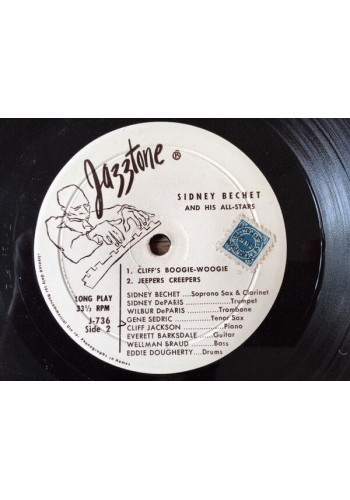 Jazztone ®
SIDNEY BECHET
AND HIS ALL-STARS
1. CLIFF'S BOOGIE-WOOGIE
2. JEEPERS CREEPERS
LONG PLAY
33⅓ RPM
J-736
Side 2
SIDNEY BECHET ....Soprano Sax & Clarinet
SIDNEY DePARIS ..............Trumpet
WILBUR DePARIS ...........Trombone
GENE SEDRIC .............Tenor Sax
CLIFF JACKSON ..............Piano
EVERETT BARKSDALE ......Guitar
WELLMAN BRAUD ........Bass
EDDIE DOUGHERTY ...Drums